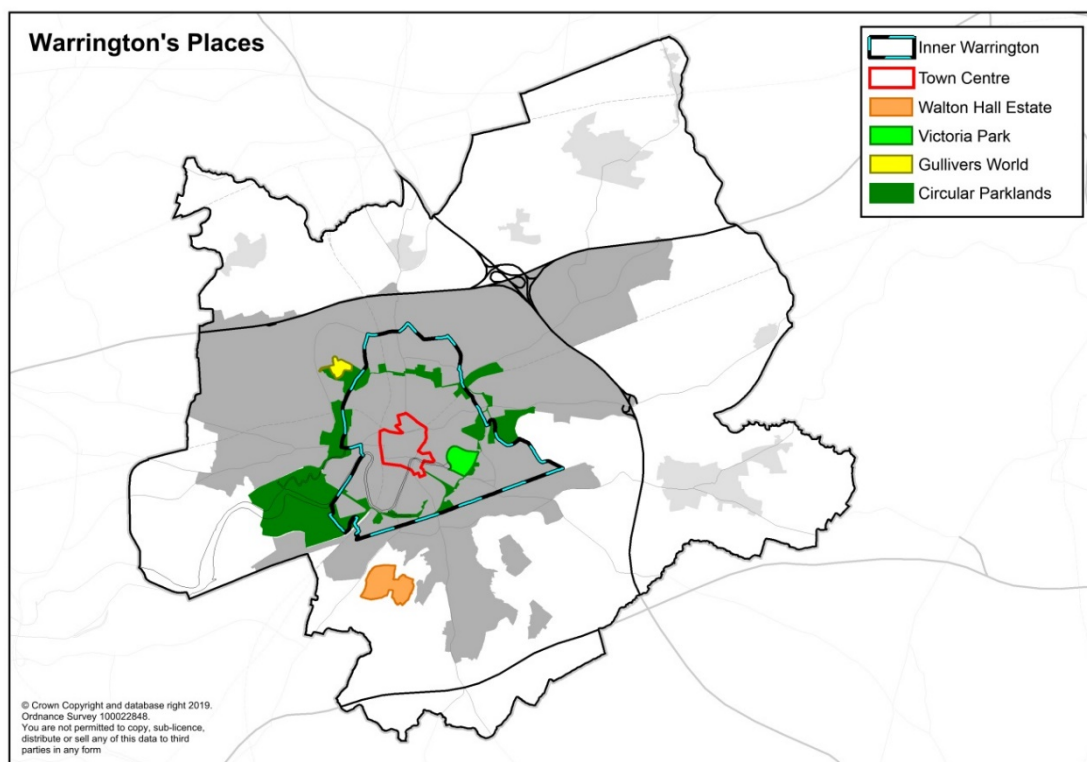 Warrington's Places
Inner Warrington
Town Centre
Walton Hall Estate
Victoria Park
Gullivers World
Circular Parklands
© Crown Copyright and database right 2019.
Ordnance Survey 100022848.
You are not permitted to copy, sub-licence,
distribute or sell any of this data to third
parties in any form